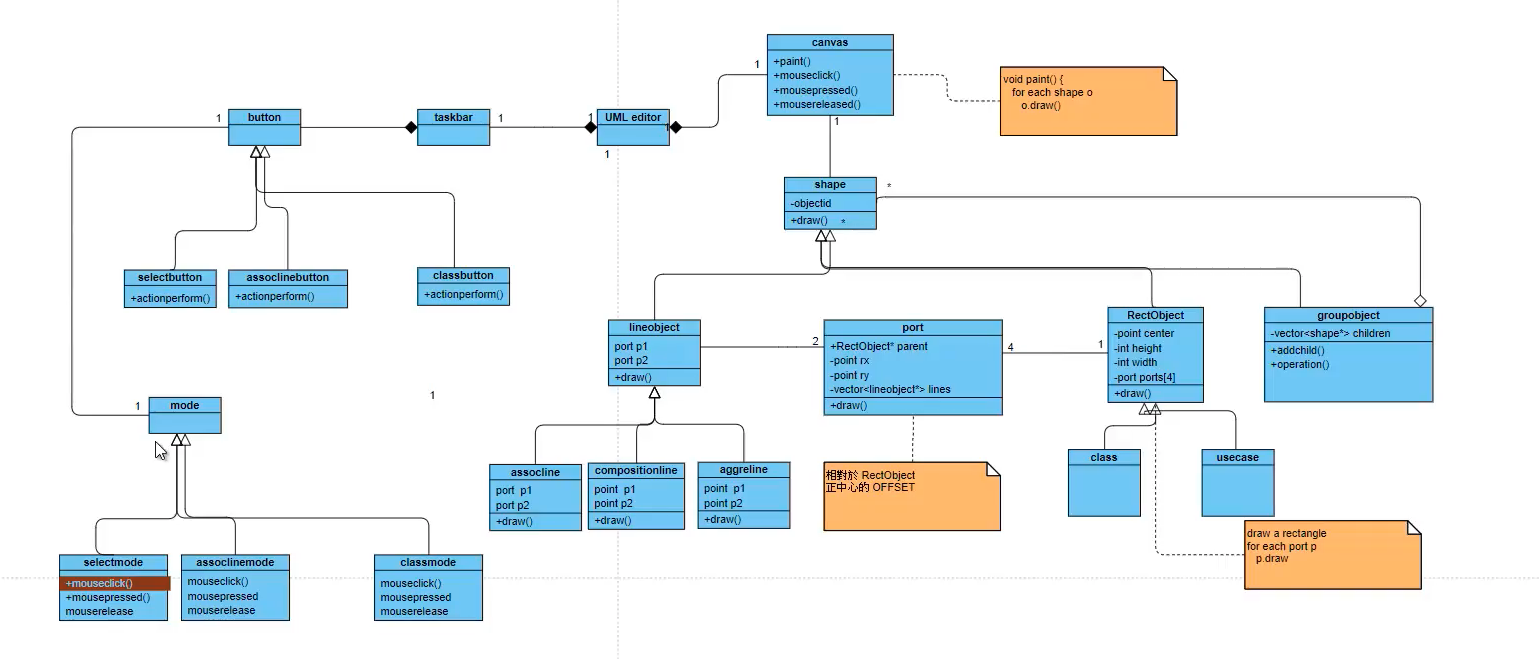 canvas
+paint()
+mouseclick()
+mousepressed()
+mousereleased()
1
void paint() {
for each shape o
o.draw()
1
button
taskbar
1
1
UML editor
1
1
1
shape
-objectid
+draw() *
*
selectbutton
+actionperform()
assoclinebutton
+actionperform()
classbutton
+actionperform()
lineobject
port p1
port p2
+draw()
2
port
+RectObject* parent
-point rx
-point ry
-vector<lineobject*> lines
+draw()
4
1
RectObject
-point center
-int height
-int width
-port ports[4]
+draw()
groupobject
-vector<shape*> children
+addchild()
+operation()
1
1
mode
assocline
port p1
port p2
+draw()
compositionline
point p1
point p2
+draw()
aggreline
point p1
point p2
+draw()
相對於 RectObject
正中心的 OFFSET
class
usecase
draw a rectangle
for each port p
p.draw
selectmode
+mouseclick()
+mousepressed()
mouserelease
assoclinemode
mouseclick()
mousepressed
mouserelease
classmode
mouseclick()
mousepressed
mouserelease